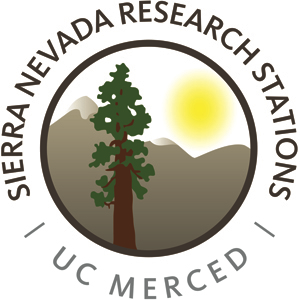 SIERRA NEVADA RESEARCH STATIONS
| UC MERCED |